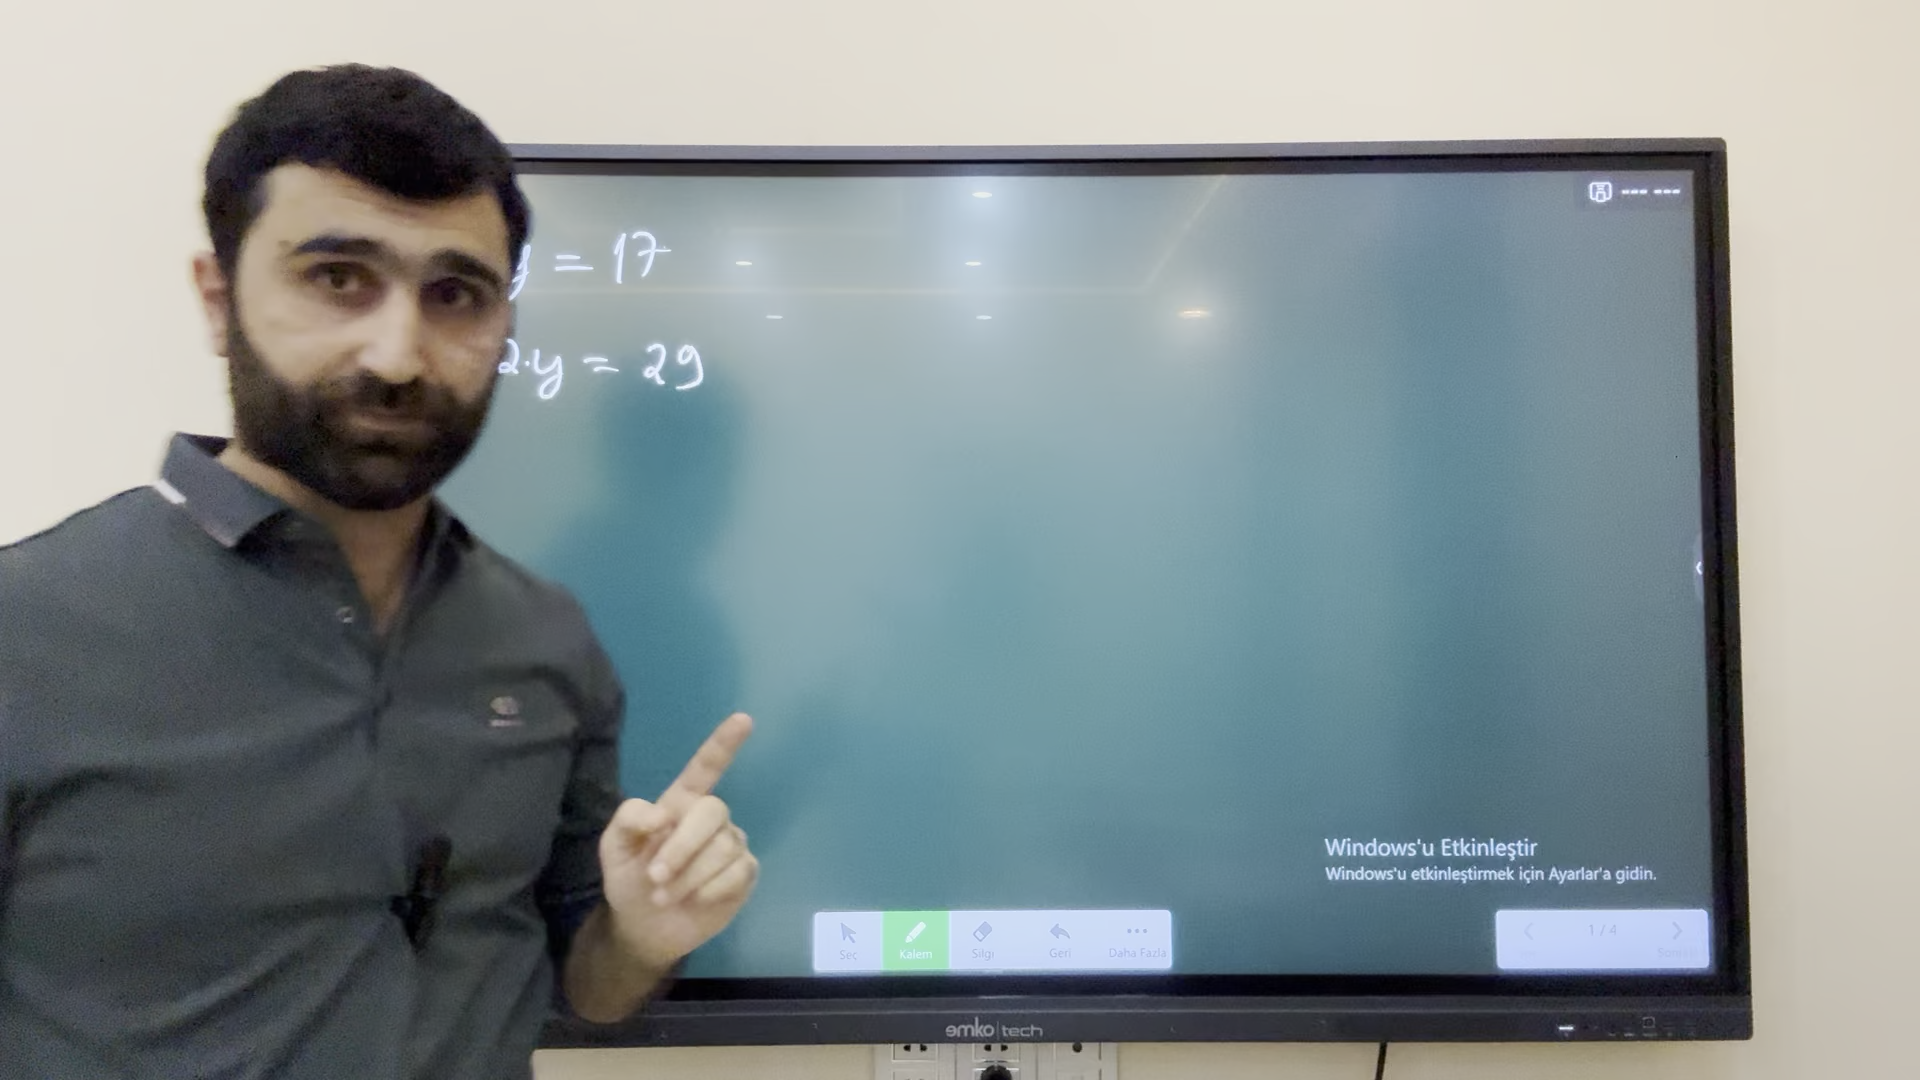 y = 17
2·y = 29
Windows'u Etkinleştir
Windows'u etkinleştirmek için Ayarlar'a gidin.
Seç Kalem Silgi Geri Daha Fazla
1 / 4
emko tech